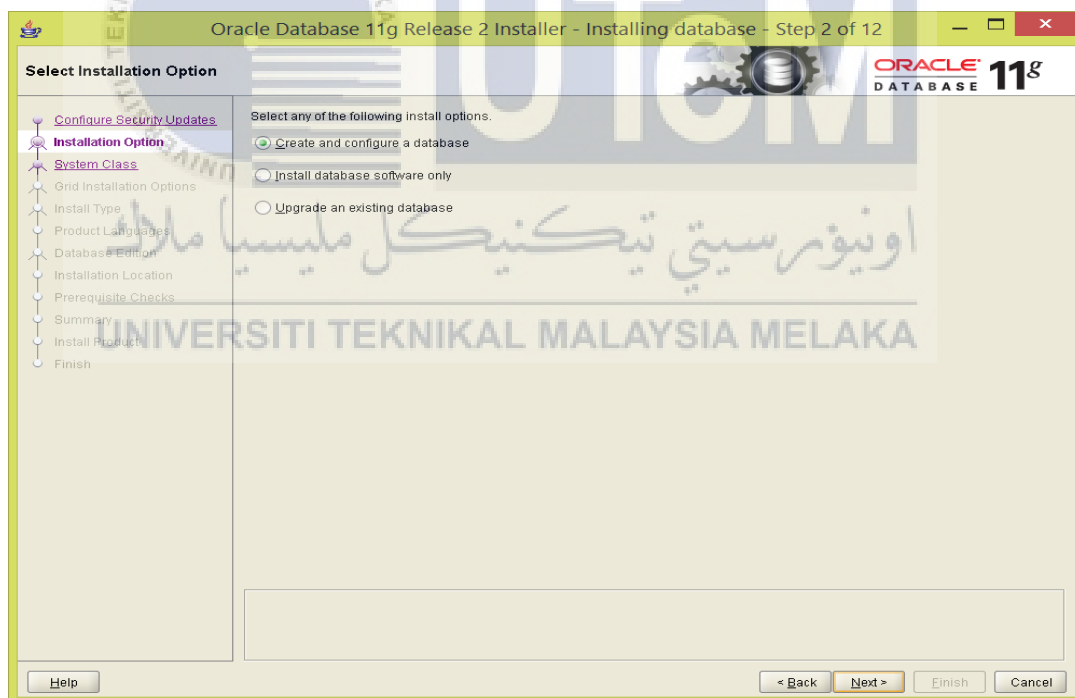 Oracle Database 11g Release 2 Installer - Installing database - Step 2 of 12
Select Installation Option
ORACLE
DATABASE
11g
Configure Security Updates
Installation Option
System Class
Grid Installation Options
Install Type
Product Languages
Database Edition
Installation Location
Prerequisite Checks
Summary
Install Product
Finish
Select any of the following install options.
Create and configure a database
Install database software only
Upgrade an existing database
UTeM
اونيۏرسيتي تيكنيكل مليسيا ملاك
UNIVERSITI TEKNIKAL MALAYSIA MELAKA
Help
< Back
Next >
Finish
Cancel